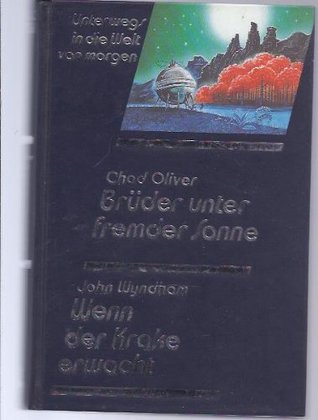 Unterwegs
in die Welt
von morgen
Chad Oliver
Brüder unter
fremder Sonne
John Wyndham
Wenn
der Krake
erwacht